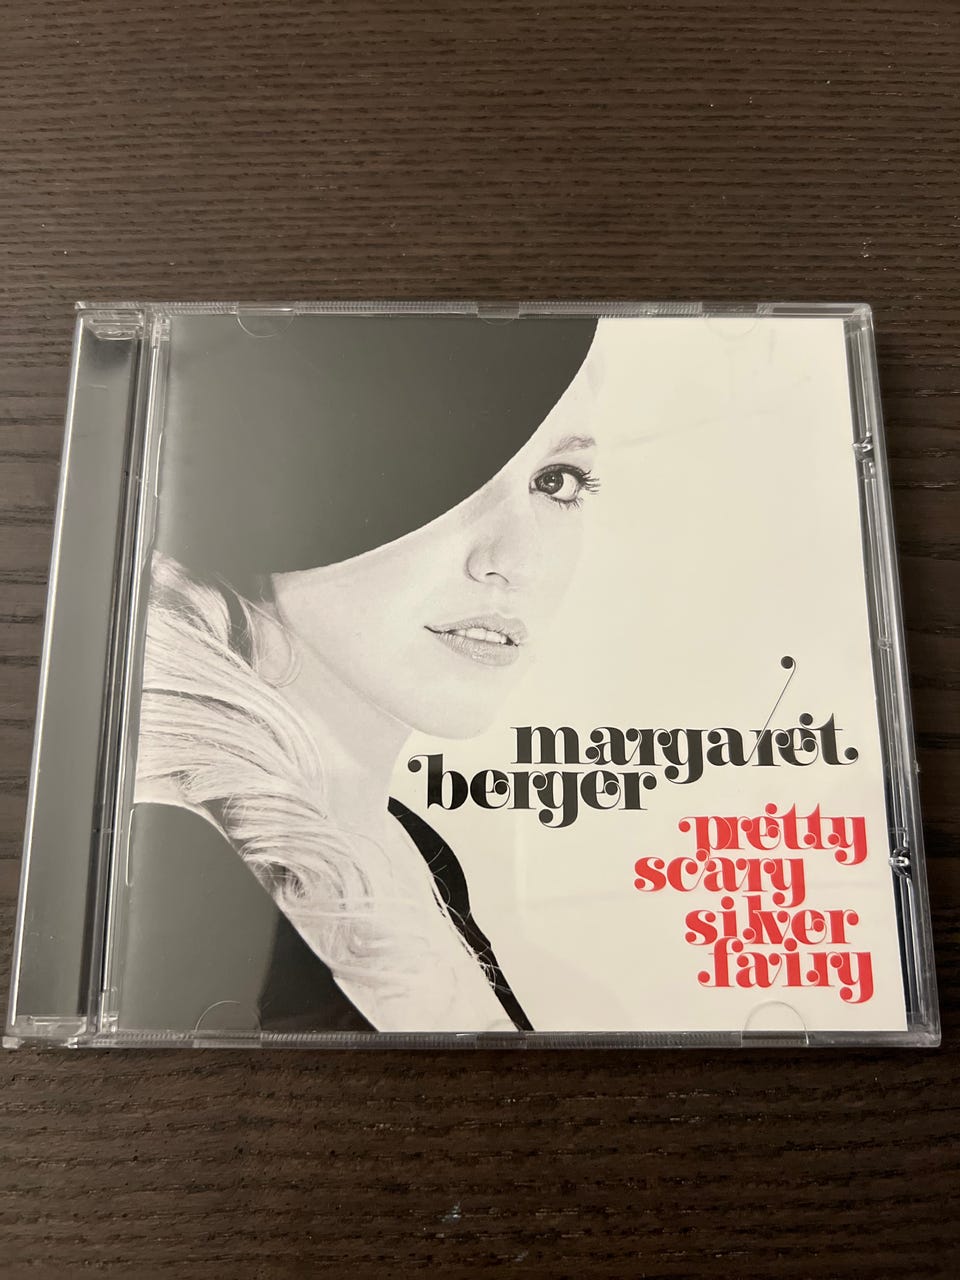 margaret
berger
pretty
scary
silver
fairy